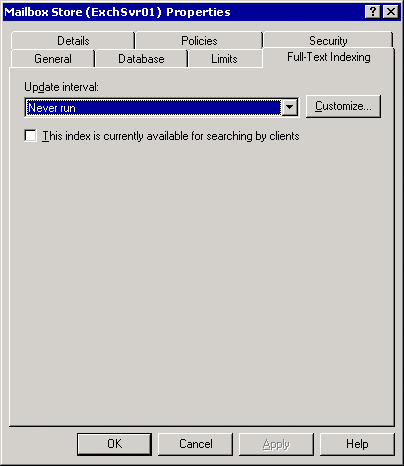 Mailbox Store (ExchSvr01) Properties
Details Policies Security
General Database Limits Full-Text Indexing
Update interval:
Never run Customize...
This index is currently available for searching by clients
OK Cancel Apply Help